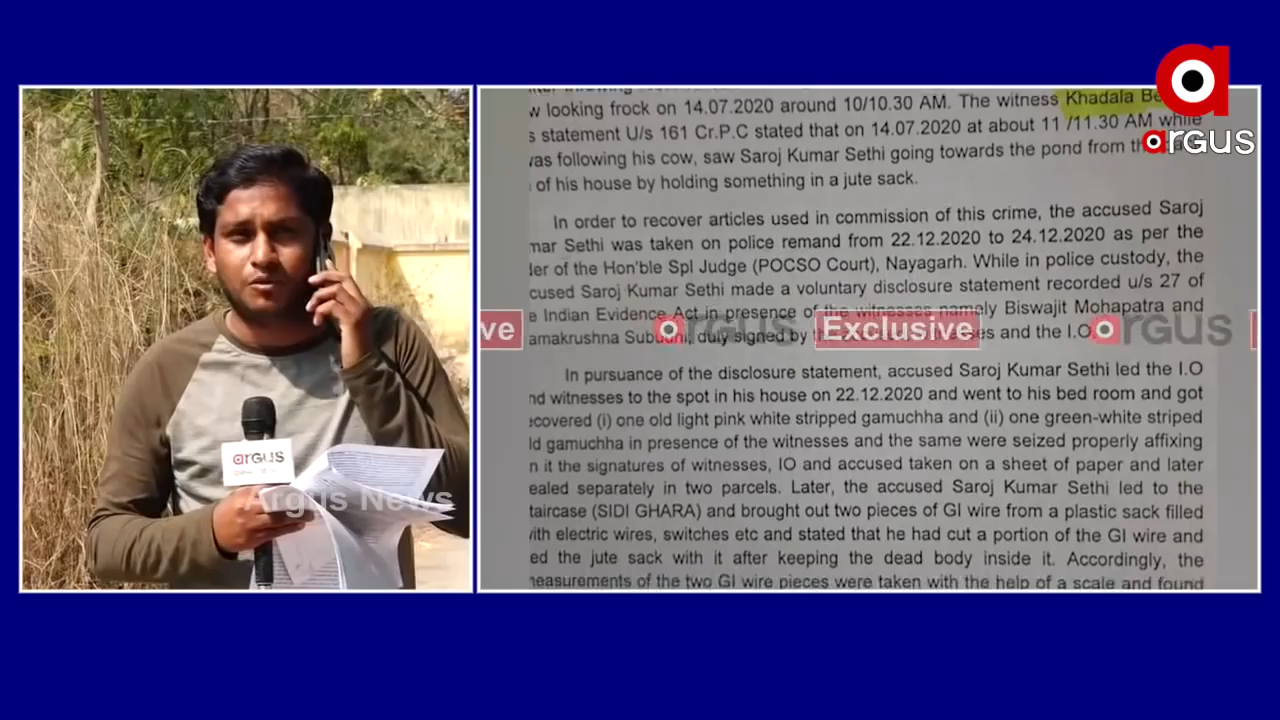 argus
argus
Argus News
w looking frock on 14.07.2020 around 10/10.30 AM. The witness Khadala
s statement U/s 161 Cr.P.C stated that on 14.07.2020 at about 11 /11.30 AM while
was following his cow, saw Saroj Kumar Sethi going towards the pond from
of his house by holding something in a jute sack.
In order to recover articles used in commission of this crime, the accused Saroj
mar Sethi was taken on police remand from 22.12.2020 to 24.12.2020 as per the
der of the Hon'ble Spl Judge (POCSO Court), Nayagarh. While in police custody, the
cused Saroj Kumar Sethi made a voluntary disclosure statement recorded u/s 27 of
e Indian Evidence Act in presence of the witnesses namely Biswajit Mohapatra and
amakrushna Subudhi, duly signed by the and the I.O.
ve argus Exclusive argus
In pursuance of the disclosure statement, accused Saroj Kumar Sethi led the I.O
nd witnesses to the spot in his house on 22.12.2020 and went to his bed room and got
ecovered (i) one old light pink white stripped gamuchha and (ii) one green-white striped
ld gamuchha in presence of the witnesses and the same were seized properly affixing
n it the signatures of witnesses, IO and accused taken on a sheet of paper and later
ealed separately in two parcels. Later, the accused Saroj Kumar Sethi led to the
taircase (SIDI GHARA) and brought out two pieces of GI wire from a plastic sack filled
with electric wires, switches etc and stated that he had cut a portion of the GI wire and
ed the jute sack with it after keeping the dead body inside it. Accordingly, the
measurements of the two GI wire pieces were taken with the help of a scale and found